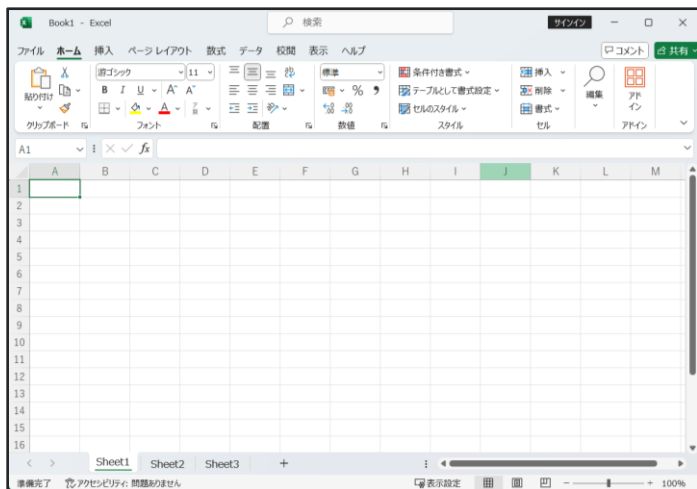 Book1 - Excel 検索 サインイン
ファイル ホーム 挿入 ページ レイアウト 数式 データ 校閲 表示 ヘルプ コメント 共有
游ゴシック 11 標準 条件付き書式 挿入
貼り付け B I U A A % テーブルとして書式設定 削除 編集 アドイン
A セルのスタイル 書式
クリップボード フォント 配置 数値 スタイル セル アドイン
A1 fx
A B C D E F G H I J K L M
1
2
3
4
5
6
7
8
9
10
11
12
13
14
15
16
Sheet1 Sheet2 Sheet3 +
準備完了 アクセシビリティ: 問題ありません 表示設定 - + 100%